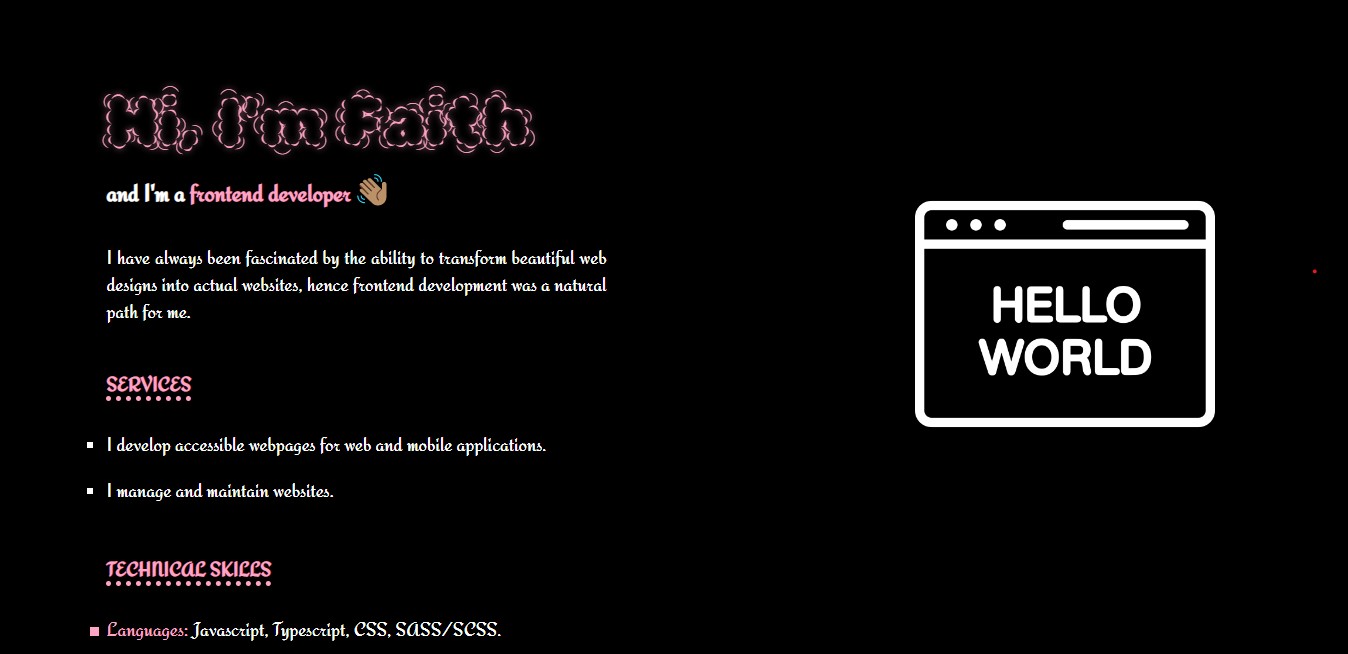 Hi, I'm Faith
and I'm a frontend developer 👋🏽
I have always been fascinated by the ability to transform beautiful web
designs into actual websites, hence frontend development was a natural
path for me.
SERVICES
I develop accessible webpages for web and mobile applications.
I manage and maintain websites.
TECHNICAL SKILLS
Languages: Javascript, Typescript, CSS, SASS/SCSS.
HELLO
WORLD